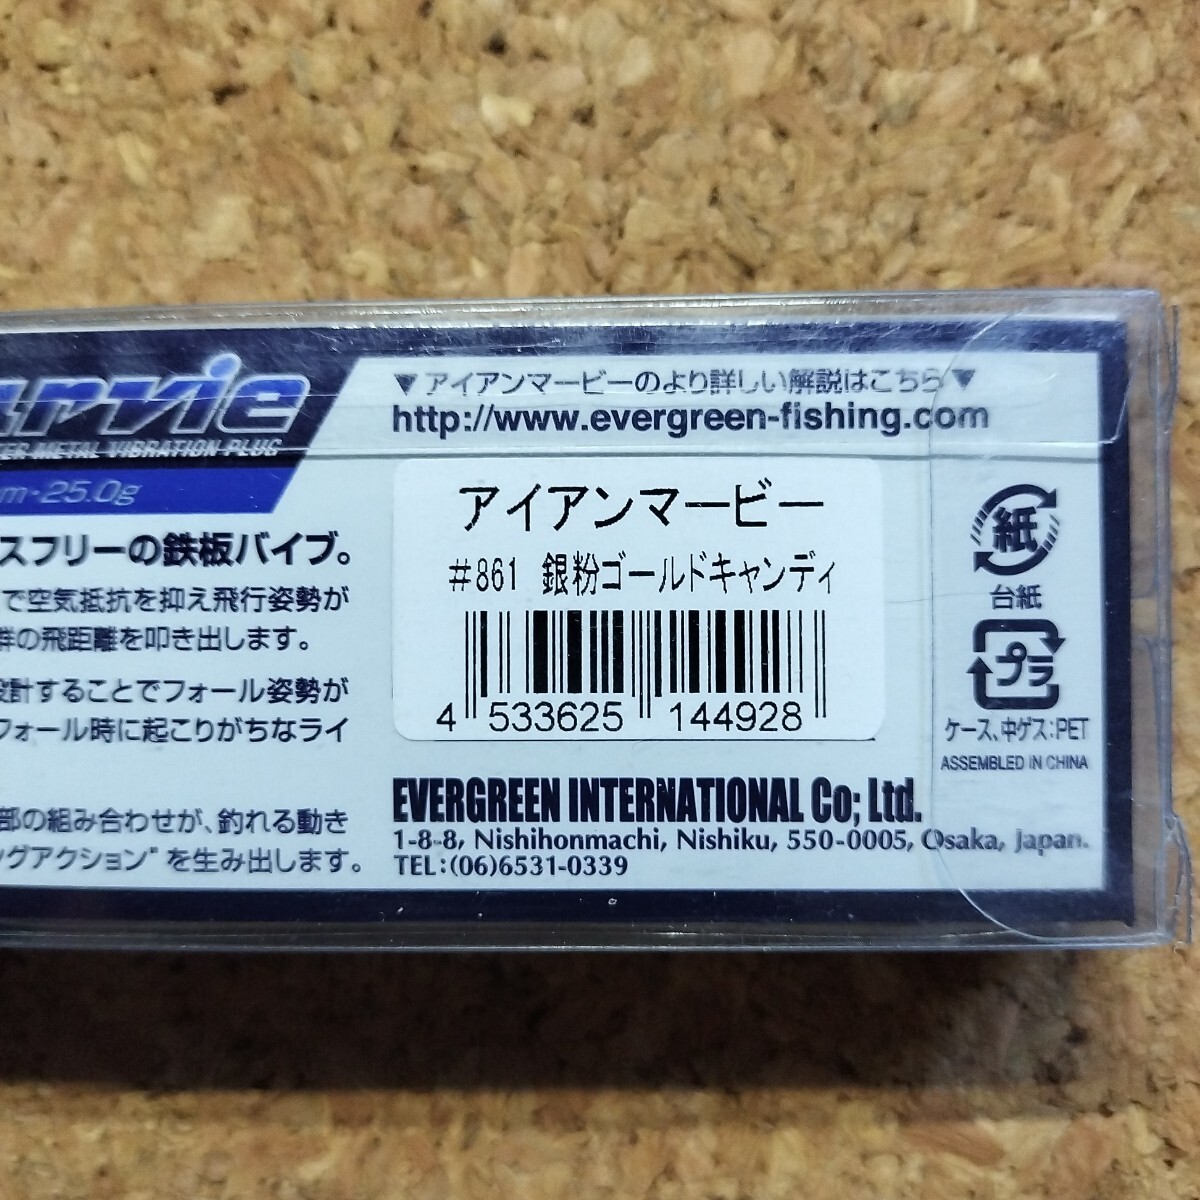 arvie
METAL VIBRATION PLUG
m・25.0g
スフリーの鉄板バイブ。
で空気抵抗を抑え飛行姿勢が
群の飛距離を叩き出します。
設計することでフォール姿勢が
フォール時に起こりがちなライ
部の組み合わせが、釣れる動き
ングアクション"を生み出します。
▼アイアンマービーのより詳しい解説はこちら▼
http://www.evergreen-fishing.com
アイアンマービー
#861 銀粉ゴールドキャンディ
4 533625 144928
EVERGREEN INTERNATIONAL Co; Ltd.
1-8-8, Nishihonmachi, Nishiku, 550-0005, Osaka, Japan.
TEL:(06)6531-0339
紙
台紙
プラ
ケース、中ゲス:PET
ASSEMBLED IN CHINA